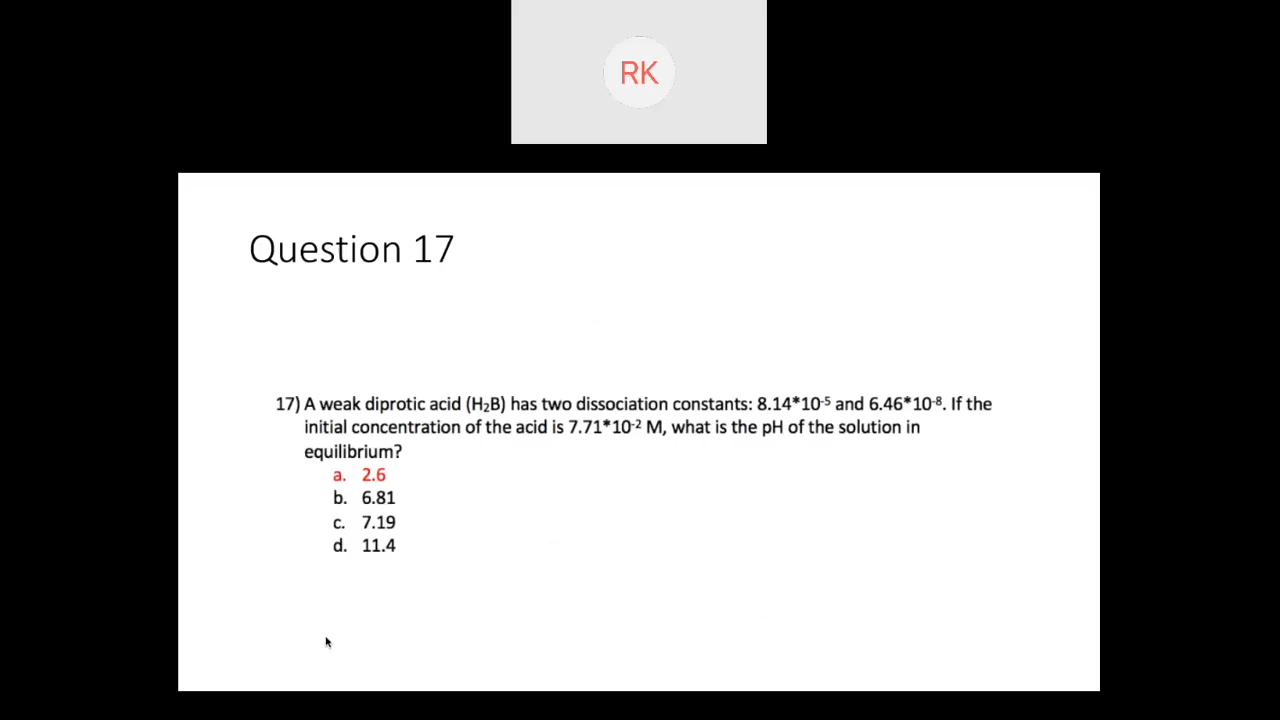 RK
Question 17
17) A weak diprotic acid (H₂B) has two dissociation constants: 8.14*10⁻⁵ and 6.46*10⁻⁸. If the
initial concentration of the acid is 7.71*10⁻² M, what is the pH of the solution in
equilibrium?
a. 2.6
b. 6.81
c. 7.19
d. 11.4